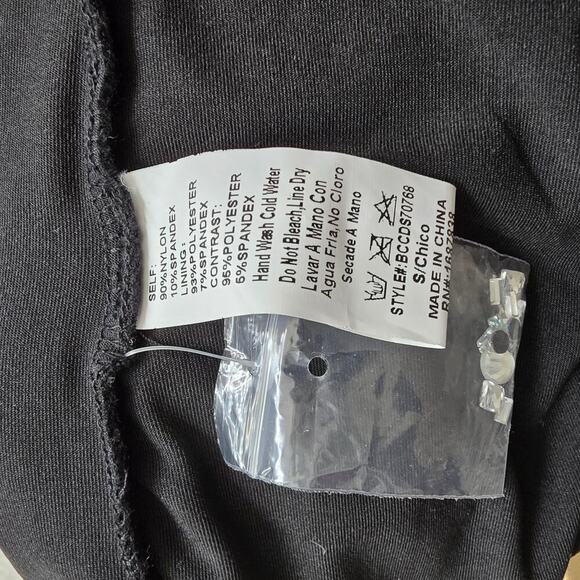 SELF:
90%NYLON
10%SPANDEX
LINING:
93%POLYESTER
7%SPANDEX
CONTRAST:
95%POLYESTER
5%SPANDEX
Hand Wash Cold Water
Do Not Bleach,Line Dry
Lavar A Mano Con
Agua Fria,No Cloro
Secade A Mano
STYLE#:BCCDS70768
S/Chico
MADE IN CHINA